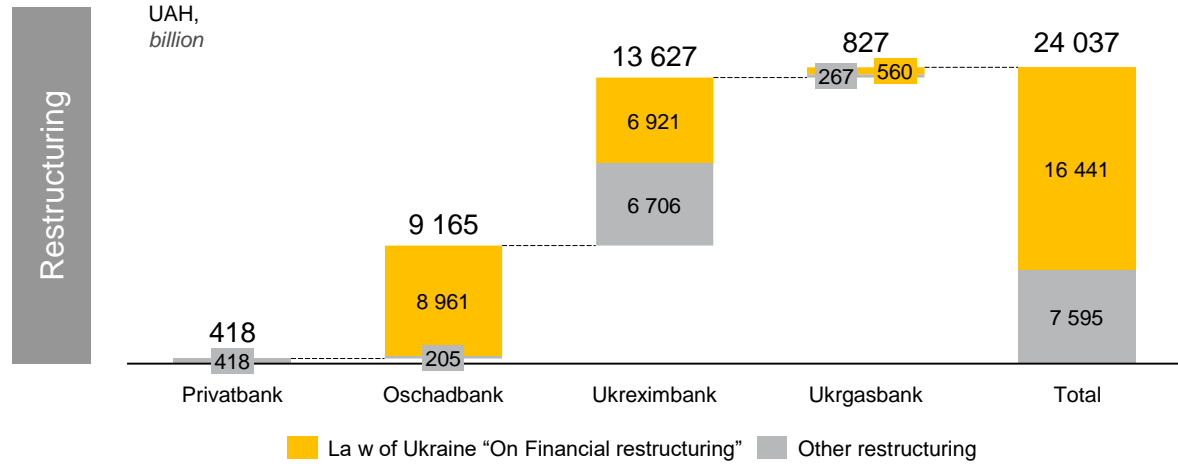 Restructuring
UAH,
billion
418
418
9 165
8 961
205
13 627
6 921
6 706
827
267
560
24 037
16 441
7 595
Privatbank
Oschadbank
Ukreximbank
Ukrgasbank
Total
La w of Ukraine “On Financial restructuring”
Other restructuring